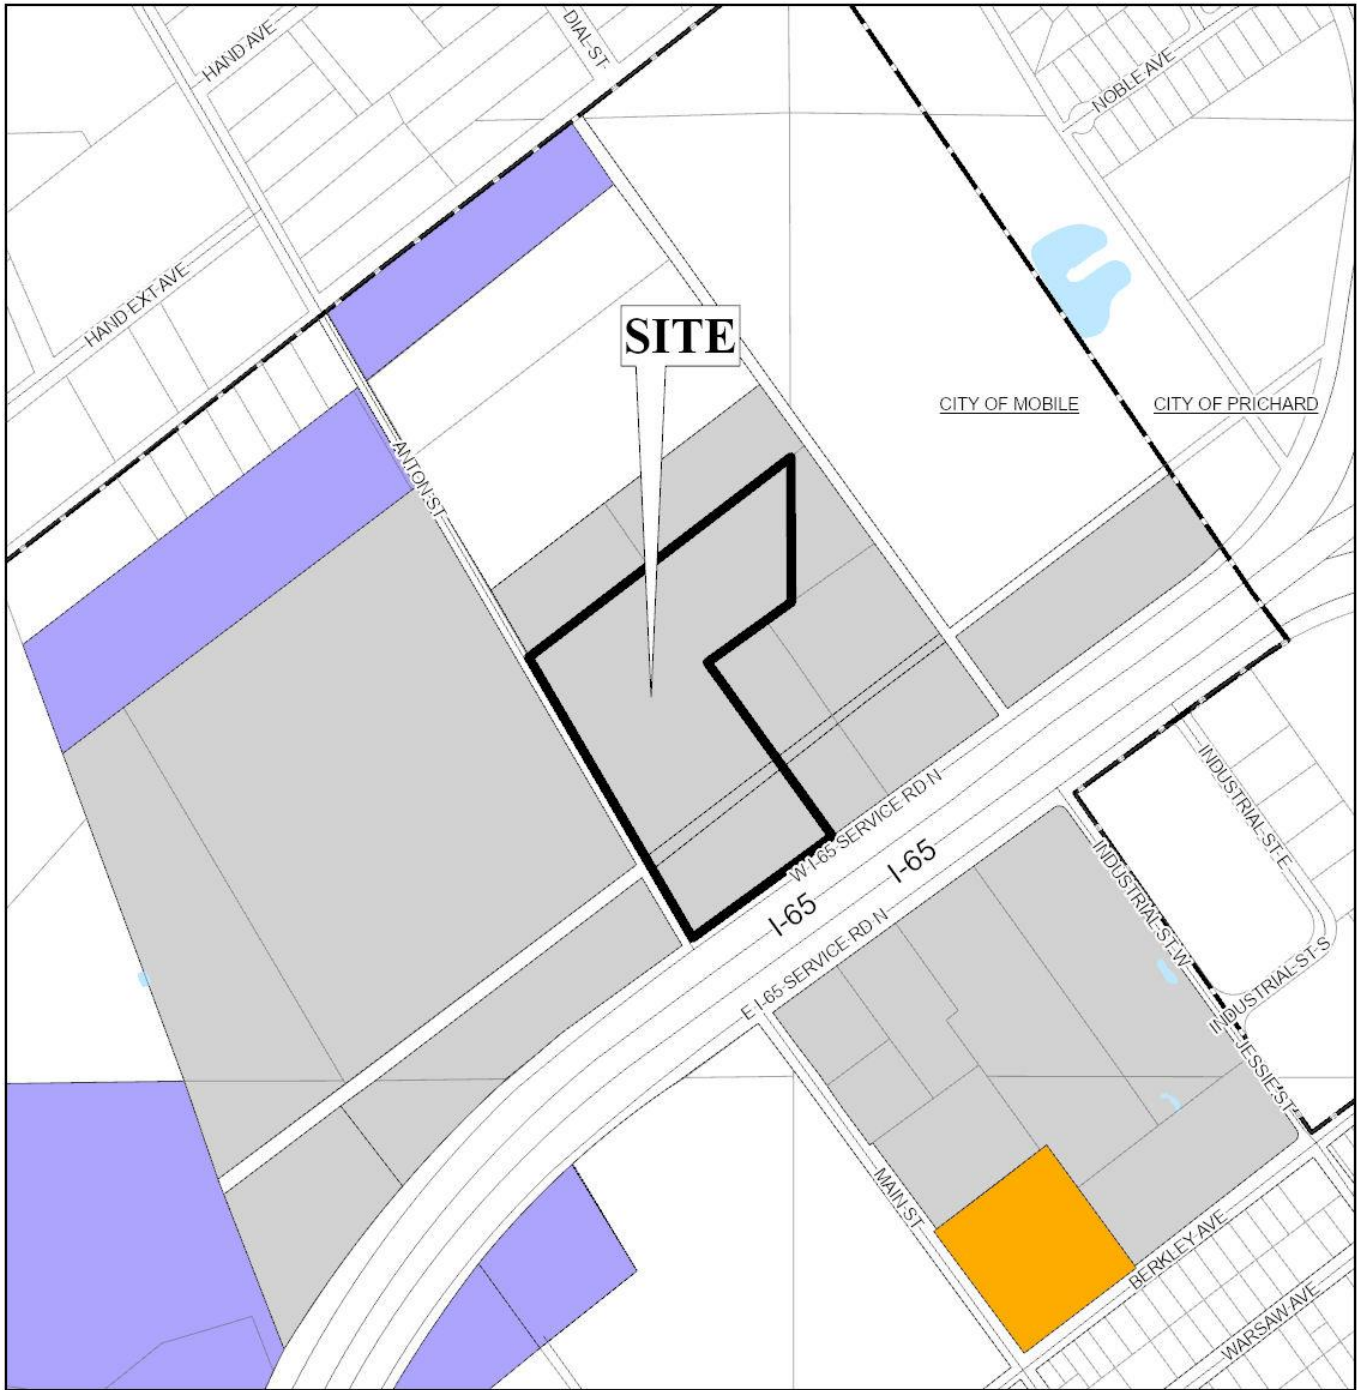 HAND AVE
DIAL ST
NOBLE AVE
HAND EXT AVE
SITE
CITY OF MOBILE
CITY OF PRICHARD
ANTON ST
W I-65 SERVICE RD N
I-65
I-65
E I-65 SERVICE RD N
INDUSTRIAL ST E
INDUSTRIAL ST W
INDUSTRIAL ST S
JESSIE ST
MAIN ST
BERKLEY AVE
WARSAW AVE